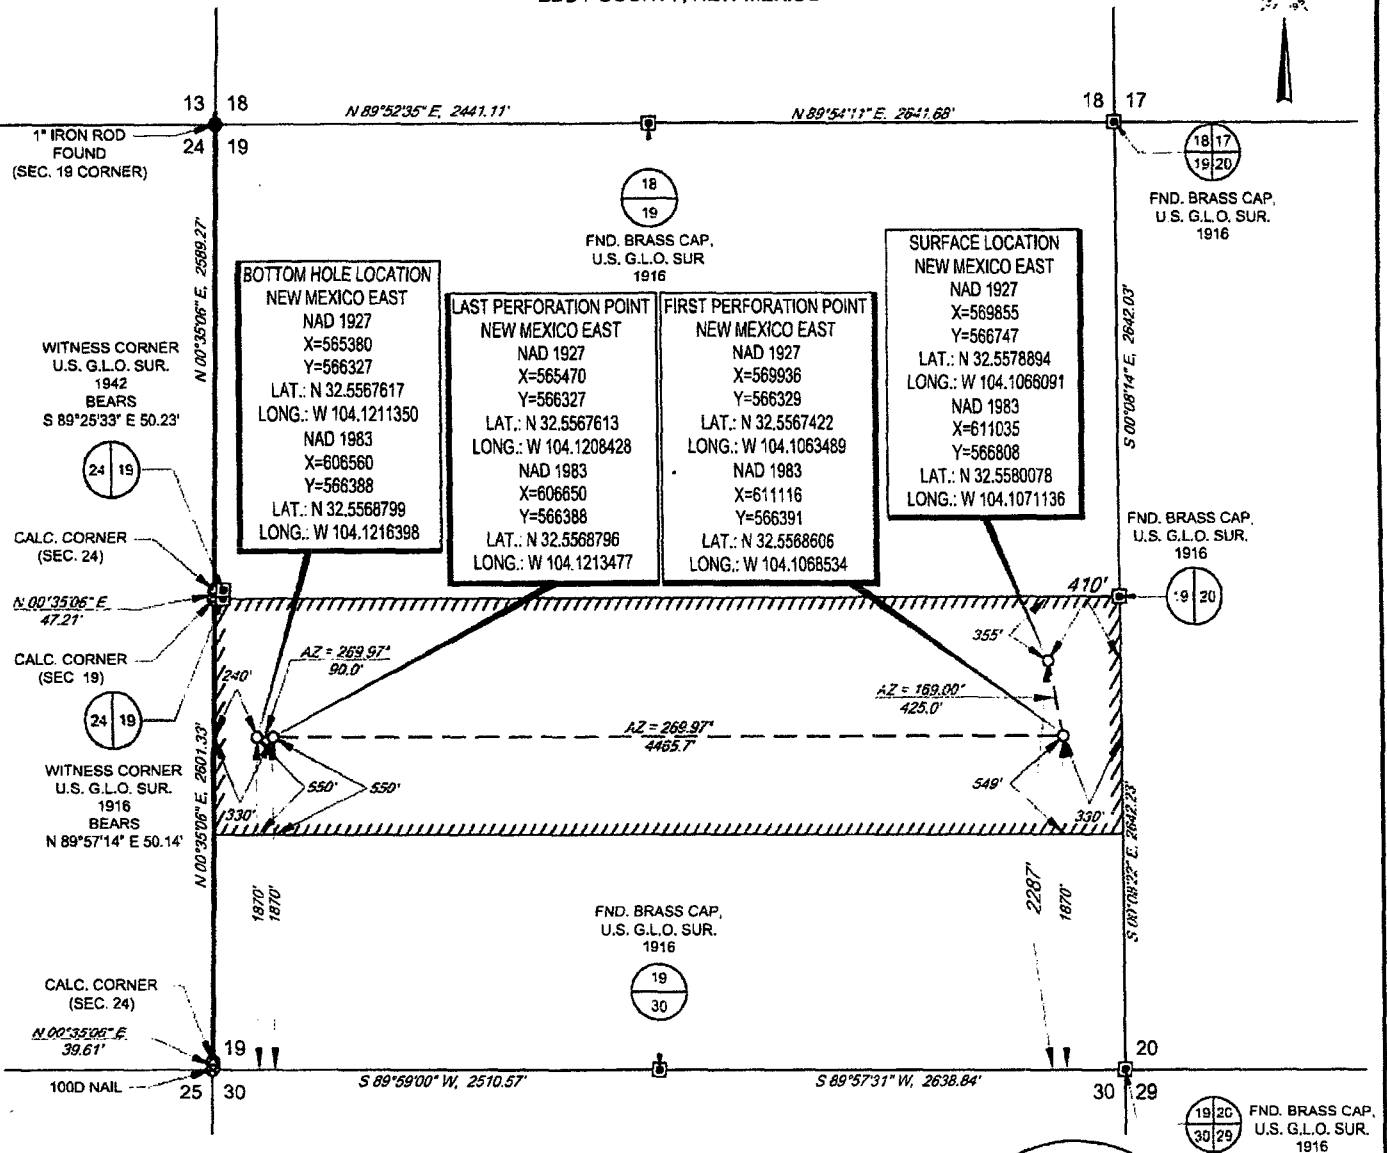 13 18
N 89°52'35" E, 2441.11'
N 89°54'11" E, 2641.68'
18 17
1" IRON ROD
FOUND
(SEC. 19 CORNER)
24 19
18 17
19 20
FND. BRASS CAP,
U.S. G.L.O. SUR.
1916
18
19
FND. BRASS CAP,
U.S. G.L.O. SUR
1916
N 00°35'06" E, 2589.27'
S 00°08'14" E, 2642.03'
BOTTOM HOLE LOCATION
NEW MEXICO EAST
NAD 1927
X=565380
Y=566327
LAT.: N 32.5567617
LONG.: W 104.1211350
NAD 1983
X=606560
Y=566388
LAT.: N 32.5568799
LONG.: W 104.1216398
LAST PERFORATION POINT
NEW MEXICO EAST
NAD 1927
X=565470
Y=566327
LAT.: N 32.5567613
LONG.: W 104.1208428
NAD 1983
X=606650
Y=566388
LAT.: N 32.5568796
LONG.: W 104.1213477
FIRST PERFORATION POINT
NEW MEXICO EAST
NAD 1927
X=569936
Y=566329
LAT.: N 32.5567422
LONG.: W 104.1063489
NAD 1983
X=611116
Y=566391
LAT.: N 32.5568606
LONG.: W 104.1068534
SURFACE LOCATION
NEW MEXICO EAST
NAD 1927
X=569855
Y=566747
LAT.: N 32.5578894
LONG.: W 104.1066091
NAD 1983
X=611035
Y=566808
LAT.: N 32.5580078
LONG.: W 104.1071136
WITNESS CORNER
U.S. G.L.O. SUR.
1942
BEARS
S 89°25'33" E 50.23'
24 19
CALC. CORNER
(SEC. 24)
N 00°35'06" E
47.21'
CALC. CORNER
(SEC 19)
24 19
WITNESS CORNER
U.S. G.L.O. SUR.
1916
BEARS
N 89°57'14" E 50.14'
FND. BRASS CAP,
U.S. G.L.O. SUR.
1916
19 20
410'
355'
AZ = 269.97°
90.0'
240'
AZ = 169.00°
425.0'
AZ = 269.97°
4465.7'
550'
550'
549'
330'
330'
N 00°35'06" E, 2601.33'
S 00°08'22" E, 2642.23'
1870'
1870'
2287'
1870'
FND. BRASS CAP,
U.S. G.L.O. SUR.
1916
19
30
CALC. CORNER
(SEC. 24)
N 00°35'06" E
39.61'
100D NAIL
19
25 30
S 89°59'00" W, 2510.57'
S 89°57'31" W, 2638.84'
20
30 29
19 20
30 29
FND. BRASS CAP,
U.S. G.L.O. SUR.
1916